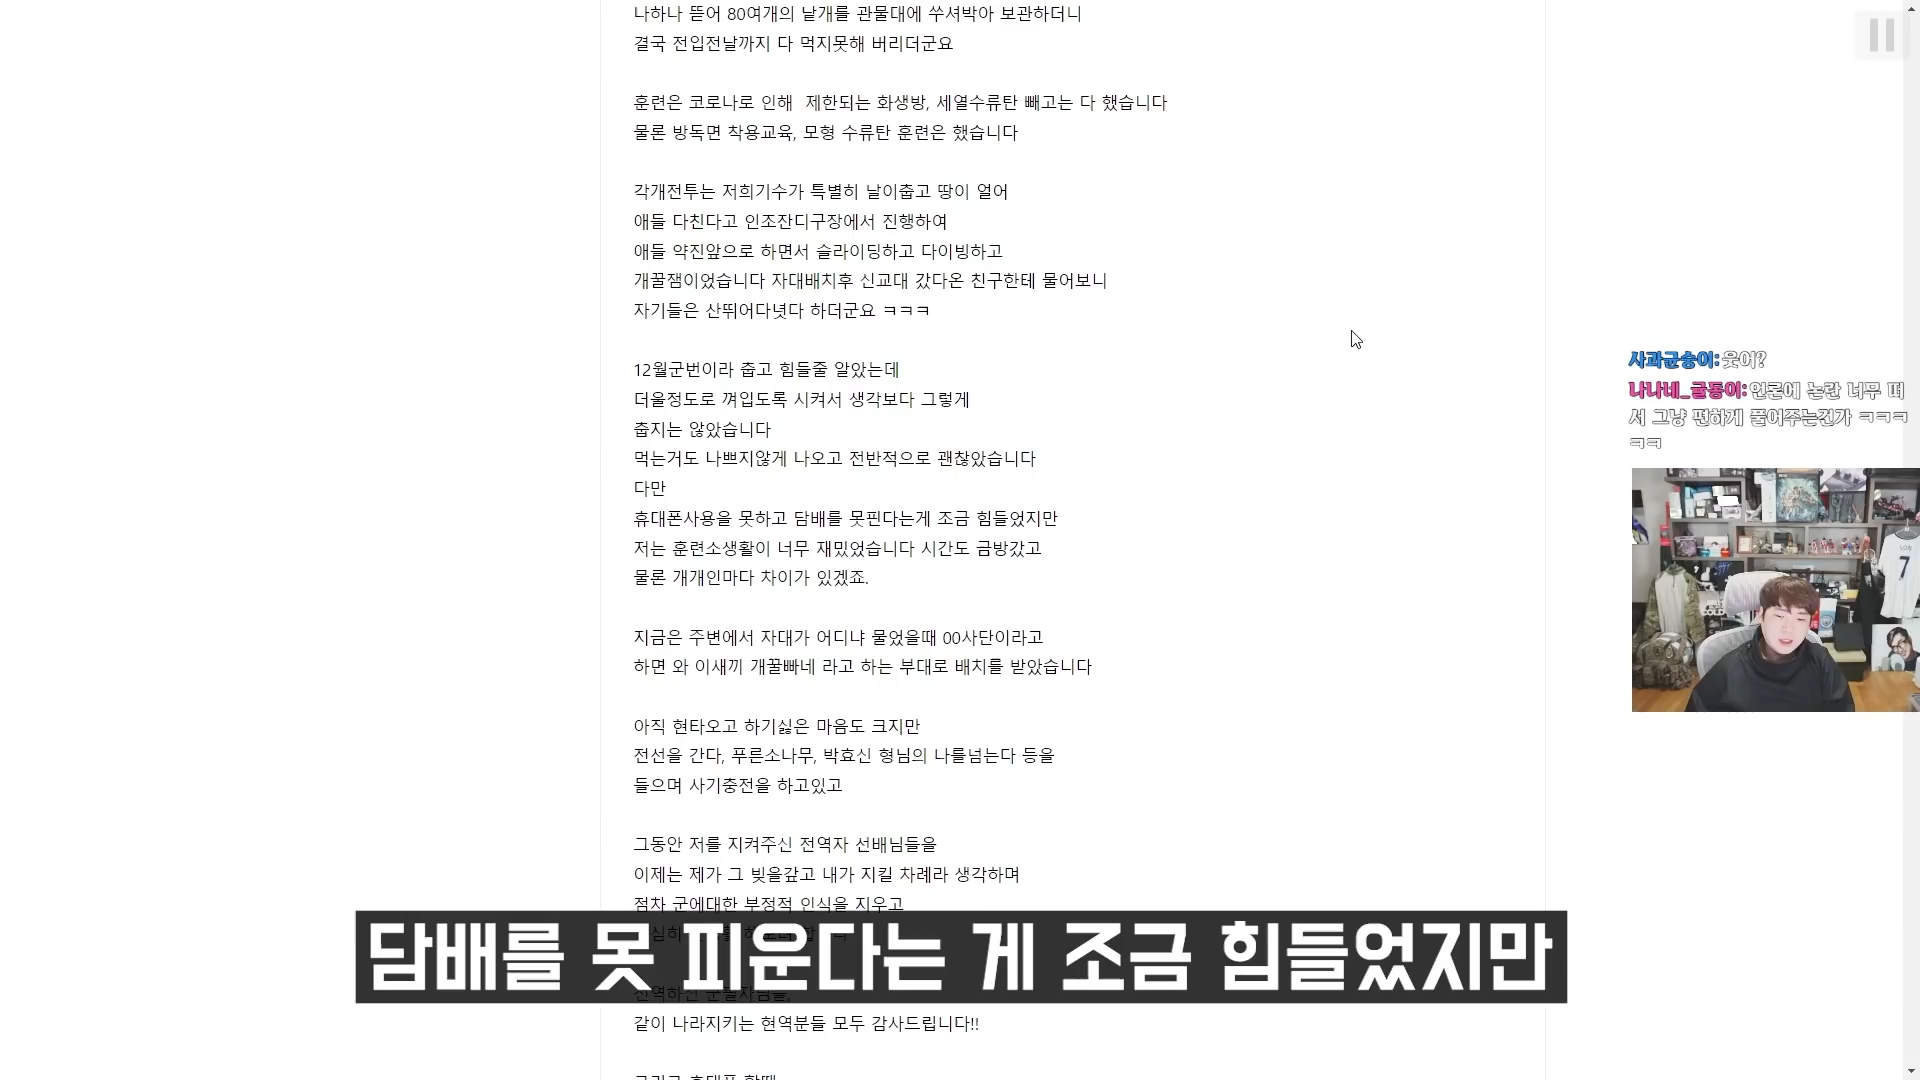 나하나 뜯어 80여개의 낱개를 관물대에 쑤셔박아 보관하더니
결국 전입전날까지 다 먹지못해 버리더군요
훈련은 코로나로 인해  제한되는 화생방, 세열수류탄 빼고는 다 했습니다
물론 방독면 착용교육, 모형 수류탄 훈련은 했습니다
각개전투는 저희기수가 특별히 날이춥고 땅이 얼어
애들 다친다고 인조잔디구장에서 진행하여
애들 약진앞으로 하면서 슬라이딩하고 다이빙하고
개꿀잼이었습니다 자대배치후 신교대 갔다온 친구한테 물어보니
자기들은 산뛰어다녓다 하더군요 ㅋㅋㅋ
12월군번이라 춥고 힘들줄 알았는데
더울정도로 껴입도록 시켜서 생각보다 그렇게
춥지는 않았습니다
먹는거도 나쁘지않게 나오고 전반적으로 괜찮았습니다
다만
휴대폰사용을 못하고 담배를 못핀다는게 조금 힘들었지만
저는 훈련소생활이 너무 재밌었습니다 시간도 금방갔고
물론 개개인마다 차이가 있겠죠.
지금은 주변에서 자대가 어디냐 물었을때 00사단이라고
하면 와 이새끼 개꿀빠네 라고 하는 부대로 배치를 받았습니다
아직 현타오고 하기싫은 마음도 크지만
전선을 간다, 푸른소나무, 박효신 형님의 나를넘는다 등을
들으며 사기충전을 하고있고
그동안 저를 지켜주신 전역자 선배님들을
이제는 제가 그 빚을갚고 내가 지킬 차례라 생각하며
점차 군에대한 부정적 인식을 지우고
담배를 못 피운다는 게 조금 힘들었지만
같이 나라지키는 현역분들 모두 감사드립니다!!
사과군숭이: 웃어?
나나네_귤동이: 언론에 논란 너무 떠
서 그냥 편하게 풀어주는건가 ㅋㅋㅋ
ㅋㅋ
7